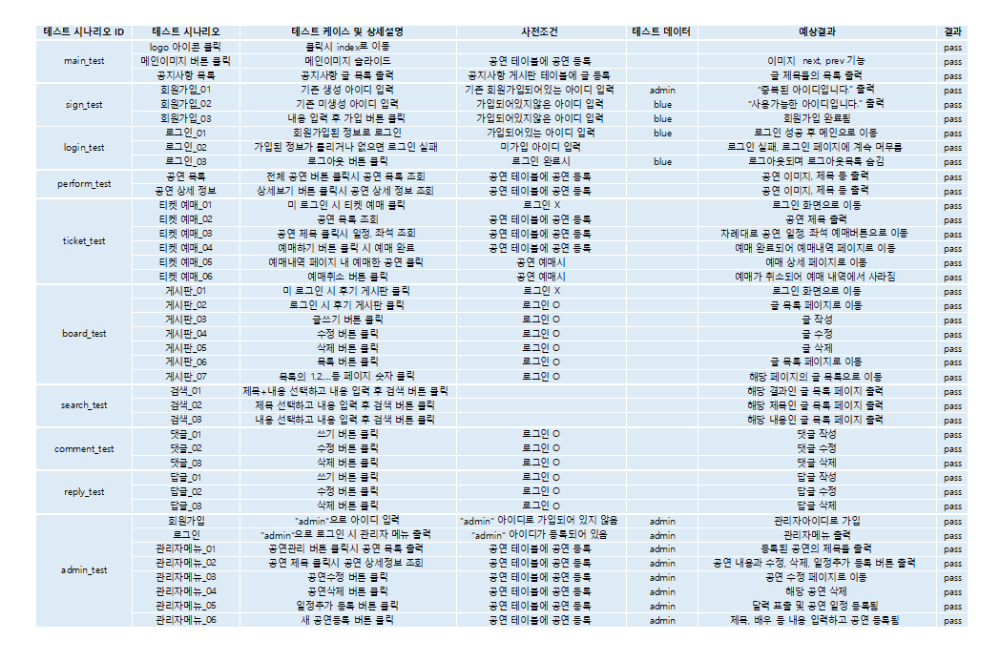 테스트 시나리오 ID 테스트 시나리오 테스트 케이스 및 상세설명 사전조건 테스트 데이터 예상결과 결과
main_test
logo 아이콘 클릭 클릭시 index로 이동 pass
메인이미지 버튼 클릭 메인이미지 슬라이드 공연 테이블에 공연 등록 이미지 next, prev 기능 pass
공지사항 목록 공지사항 글 목록 출력 공지사항 게시판 테이블에 글 등록 글 제목들의 목록 출력 pass
sign_test
회원가입_01 기존 생성 아이디 입력 기존 회원가입되어있는 아이디 입력 admin "중복된 아이디입니다." 출력 pass
회원가입_02 기존 미생성 아이디 입력 가입되어있지않은 아이디 입력 blue "사용가능한 아이디입니다." 출력 pass
회원가입_03 내용 입력 후 가입 버튼 클릭 가입되어있지않은 아이디 입력 blue 회원가입 완료됨 pass
login_test
로그인_01 회원가입된 정보로 로그인 가입되어있는 아이디 입력 blue 로그인 성공 후 메인으로 이동 pass
로그인_02 가입된 정보가 틀리거나 없으면 로그인 실패 미가입 아이디 입력 로그인 실패, 로그인 페이지에 계속 머무름 pass
로그인_03 로그아웃 버튼 클릭 로그인 완료시 blue 로그아웃되며 로그아웃목록 숨김 pass
perform_test
공연 목록 전체 공연 버튼 클릭시 공연 목록 조회 공연 테이블에 공연 등록 공연 이미지, 제목 등 출력 pass
공연 상세 정보 상세보기 버튼 클릭시 공연 상세 정보 조회 공연 테이블에 공연 등록 공연 이미지, 제목 등 출력 pass
ticket_test
티켓 예매_01 미 로그인 시 티켓 예매 클릭 로그인 X 로그인 화면으로 이동 pass
티켓 예매_02 공연 목록 조회 공연 테이블에 공연 등록 공연 제목 출력 pass
티켓 예매_03 공연 제목 클릭시 일정, 좌석 조회 공연 테이블에 공연 등록 차례대로 공연, 일정, 좌석 예매버튼으로 이동 pass
티켓 예매_04 예매하기 버튼 클릭 시 예매 완료 공연 테이블에 공연 등록 예매 완료되어 예매내역 페이지로 이동 pass
티켓 예매_05 예매내역 페이지 내 예매한 공연 클릭 공연 예매시 예매 상세 페이지로 이동 pass
티켓 예매_06 예매취소 버튼 클릭 공연 예매시 예매가 취소되어 예매 내역에서 사라짐 pass
board_test
게시판_01 미 로그인 시 후기 게시판 클릭 로그인 X 로그인 화면으로 이동 pass
게시판_02 로그인 시 후기 게시판 클릭 로그인 O 글 목록 페이지로 이동 pass
게시판_03 글쓰기 버튼 클릭 로그인 O 글 작성 pass
게시판_04 수정 버튼 클릭 로그인 O 글 수정 pass
게시판_05 삭제 버튼 클릭 로그인 O 글 삭제 pass
게시판_06 목록 버튼 클릭 로그인 O 글 목록 페이지로 이동 pass
게시판_07 목록의 1,2,...등 페이지 숫자 클릭 로그인 O 해당 페이지의 글 목록으로 이동 pass
search_test
검색_01 제목+내용 선택하고 내용 입력 후 검색 버튼 클릭 해당 결과인 글 목록 페이지 출력 pass
검색_02 제목 선택하고 내용 입력 후 검색 버튼 클릭 해당 제목인 글 목록 페이지 출력 pass
검색_03 내용 선택하고 내용 입력 후 검색 버튼 클릭 해당 내용인 글 목록 페이지 출력 pass
comment_test
댓글_01 쓰기 버튼 클릭 로그인 O 댓글 작성 pass
댓글_02 수정 버튼 클릭 로그인 O 댓글 수정 pass
댓글_03 삭제 버튼 클릭 로그인 O 댓글 삭제 pass
reply_test
답글_01 쓰기 버튼 클릭 로그인 O 답글 작성 pass
답글_02 수정 버튼 클릭 로그인 O 답글 수정 pass
답글_03 삭제 버튼 클릭 로그인 O 답글 삭제 pass
admin_test
회원가입 "admin"으로 아이디 입력 "admin" 아이디로 가입되어 있지 않음 admin 관리자아이디로 가입 pass
로그인 "admin"으로 로그인 시 관리자 메뉴 출력 "admin" 아이디가 등록되어 있음 admin 관리자메뉴 출력 pass
관리자메뉴_01 공연관리 버튼 클릭시 공연 목록 출력 공연 테이블에 공연 등록 admin 등록된 공연의 제목들 출력 pass
관리자메뉴_02 공연 제목 클릭시 공연 상세정보 조회 공연 테이블에 공연 등록 admin 공연 내용과 수정, 삭제, 일정추가 등록 버튼 출력 pass
관리자메뉴_03 공연수정 버튼 클릭 공연 테이블에 공연 등록 admin 공연 수정 페이지로 이동 pass
관리자메뉴_04 공연삭제 버튼 클릭 공연 테이블에 공연 등록 admin 해당 공연 삭제 pass
관리자메뉴_05 일정추가 등록 버튼 클릭 공연 테이블에 공연 등록 admin 달력 표출 및 공연 일정 등록됨 pass
관리자메뉴_06 새 공연등록 버튼 클릭 공연 테이블에 공연 등록 admin 제목, 배우 등 내용 입력하고 공연 등록됨 pass